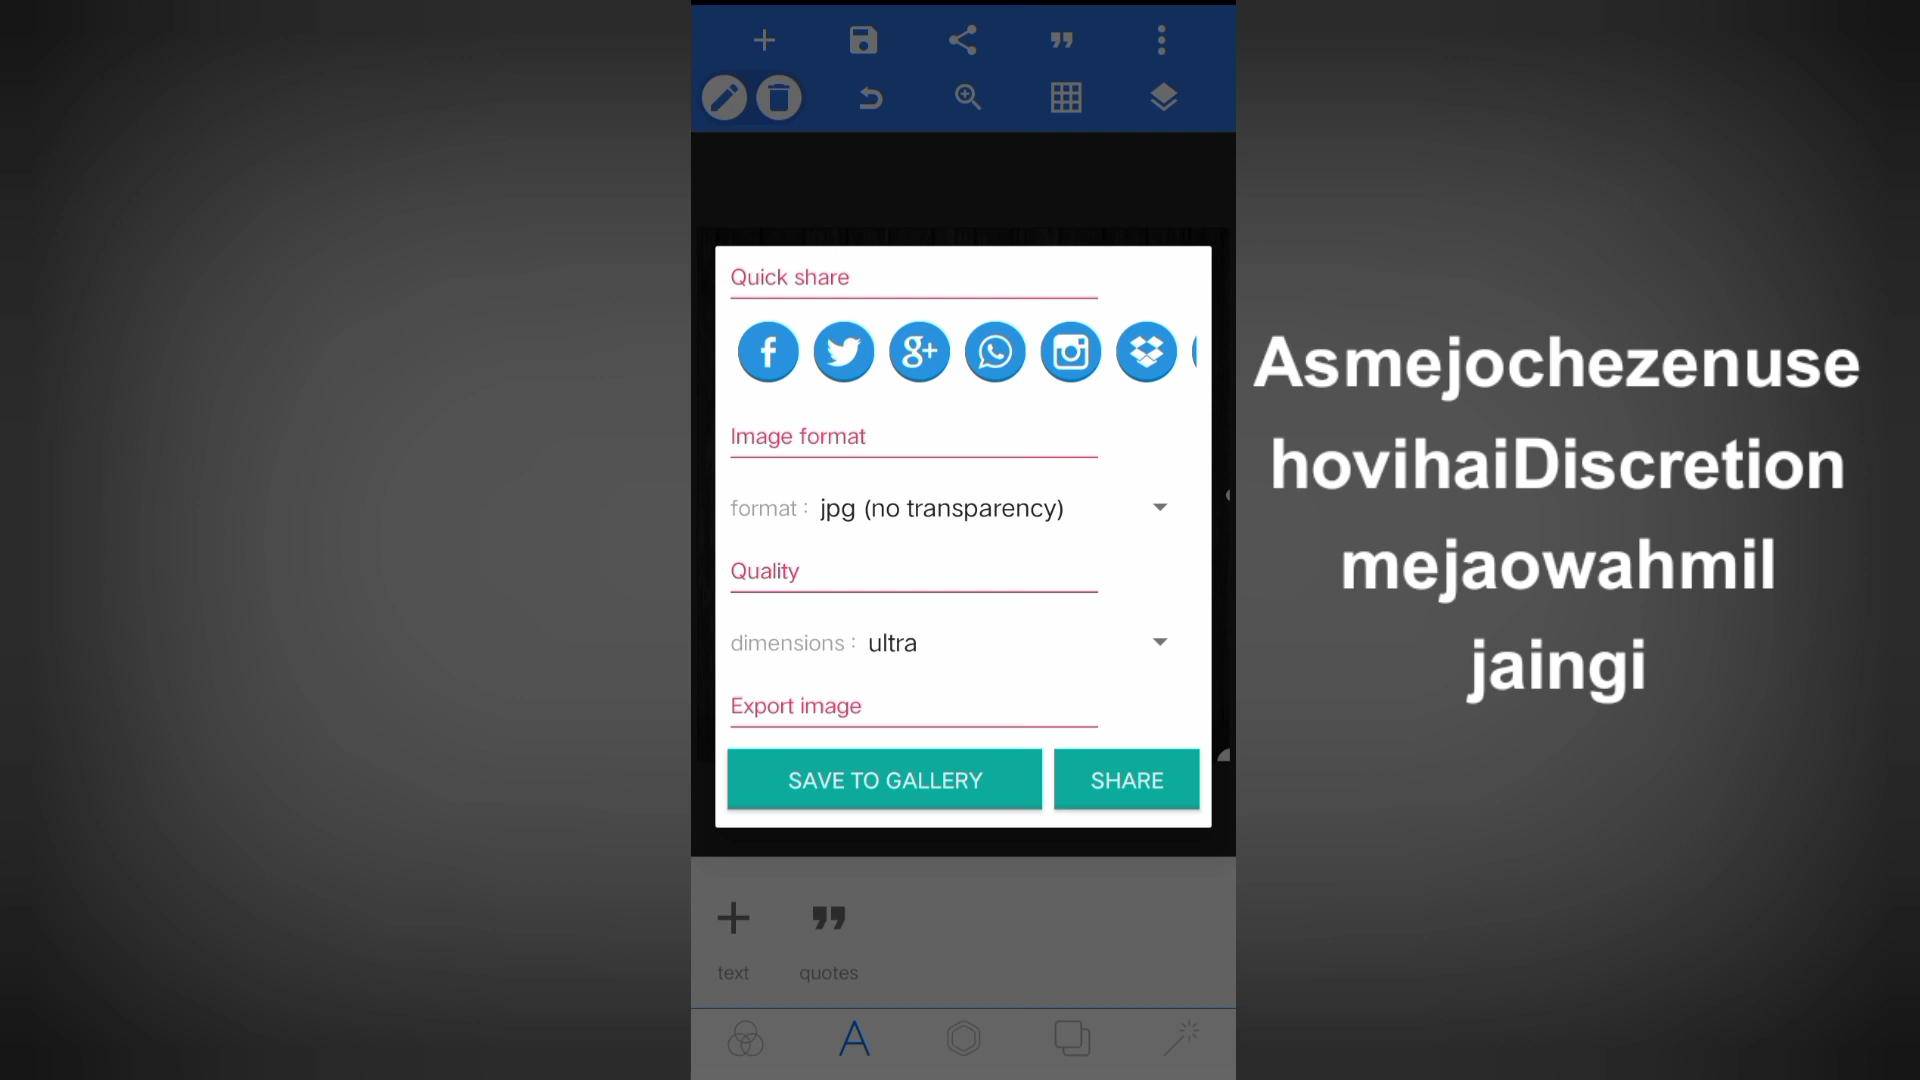 Quick share
Image format
format : jpg (no transparency)
Quality
dimensions : ultra
Export image
SAVE TO GALLERY
SHARE
text
quotes
Asmejochezenuse
hovihaiDiscretion
mejaowahmil
jaingi